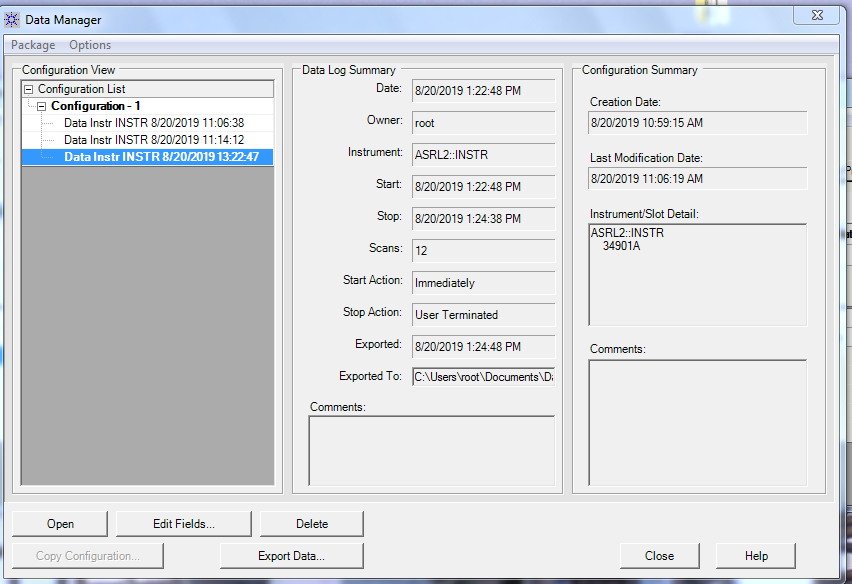 Data Manager
Package Options
Configuration View
Configuration List
Configuration - 1
Data Instr INSTR 8/20/2019 11:06:38
Data Instr INSTR 8/20/2019 11:14:12
Data Instr INSTR 8/20/2019 13:22:47
Data Log Summary
Date: 8/20/2019 1:22:48 PM
Owner: root
Instrument: ASRL2::INSTR
Start: 8/20/2019 1:22:48 PM
Stop: 8/20/2019 1:24:38 PM
Scans: 12
Start Action: Immediately
Stop Action: User Terminated
Exported: 8/20/2019 1:24:48 PM
Exported To: C:\Users\root\Documents\Da
Comments:
Configuration Summary
Creation Date:
8/20/2019 10:59:15 AM
Last Modification Date:
8/20/2019 11:06:19 AM
Instrument/Slot Detail:
ASRL2::INSTR
34901A
Comments:
Open Edit Fields... Delete
Copy Configuration... Export Data... Close Help